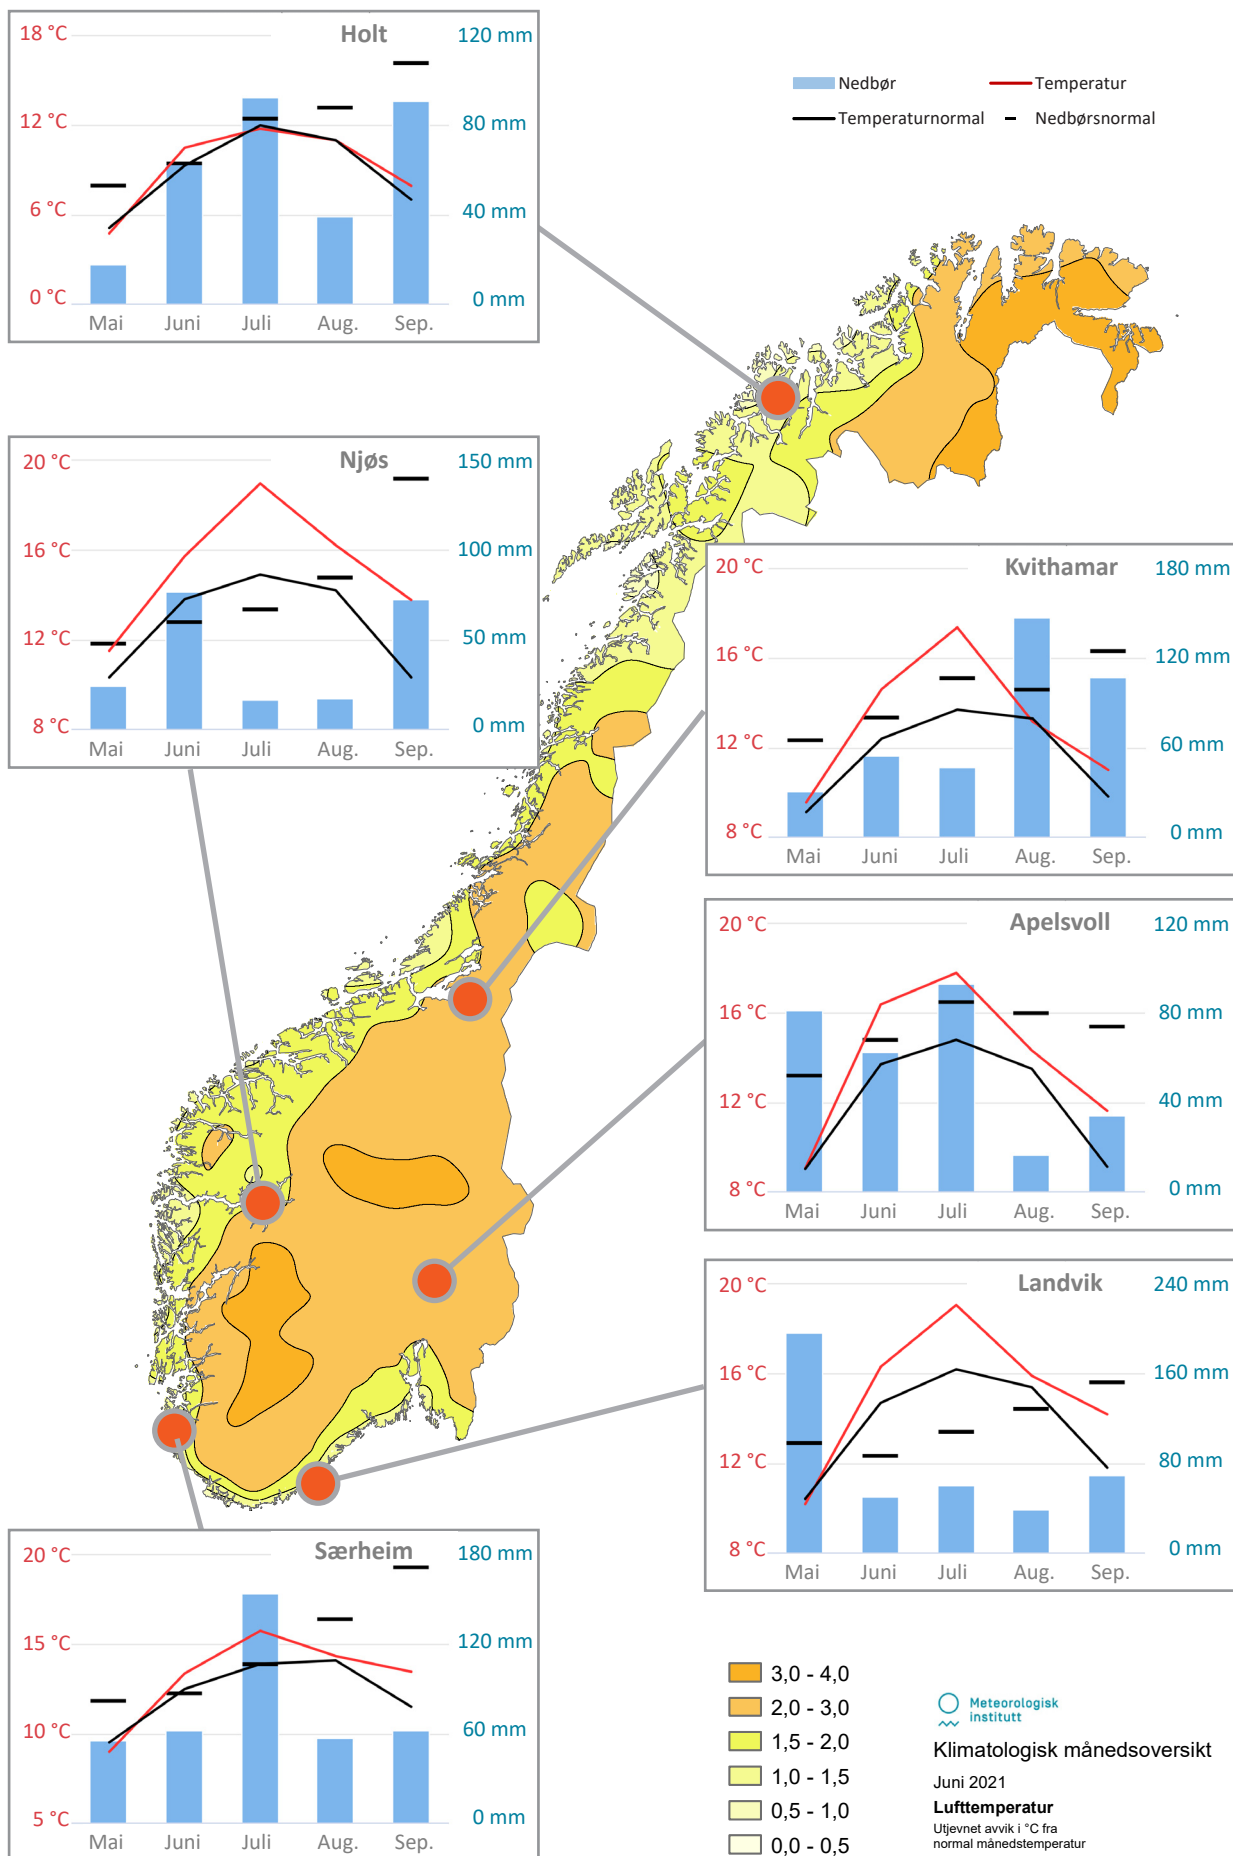 Holt
18 °C
12 °C
6 °C
0 °C
120 mm
80 mm
40 mm
0 mm
Mai Juni Juli Aug. Sep.
Nedbør
Temperatur
Temperaturnormal
Nedbørsnormal
Njøs
20 °C
16 °C
12 °C
8 °C
150 mm
100 mm
50 mm
0 mm
Mai Juni Juli Aug. Sep.
Kvithamar
20 °C
16 °C
12 °C
8 °C
180 mm
120 mm
60 mm
0 mm
Mai Juni Juli Aug. Sep.
Apelsvoll
20 °C
16 °C
12 °C
8 °C
120 mm
80 mm
40 mm
0 mm
Mai Juni Juli Aug. Sep.
Landvik
20 °C
16 °C
12 °C
8 °C
240 mm
160 mm
80 mm
0 mm
Mai Juni Juli Aug. Sep.
Særheim
20 °C
15 °C
10 °C
5 °C
180 mm
120 mm
60 mm
0 mm
Mai Juni Juli Aug. Sep.
3,0 - 4,0
2,0 - 3,0
1,5 - 2,0
1,0 - 1,5
0,5 - 1,0
0,0 - 0,5
Meteorologisk
institutt
Klimatologisk månedsoversikt
Juni 2021
Lufttemperatur
Utjevnet avvik i °C fra
normal månedstemperatur